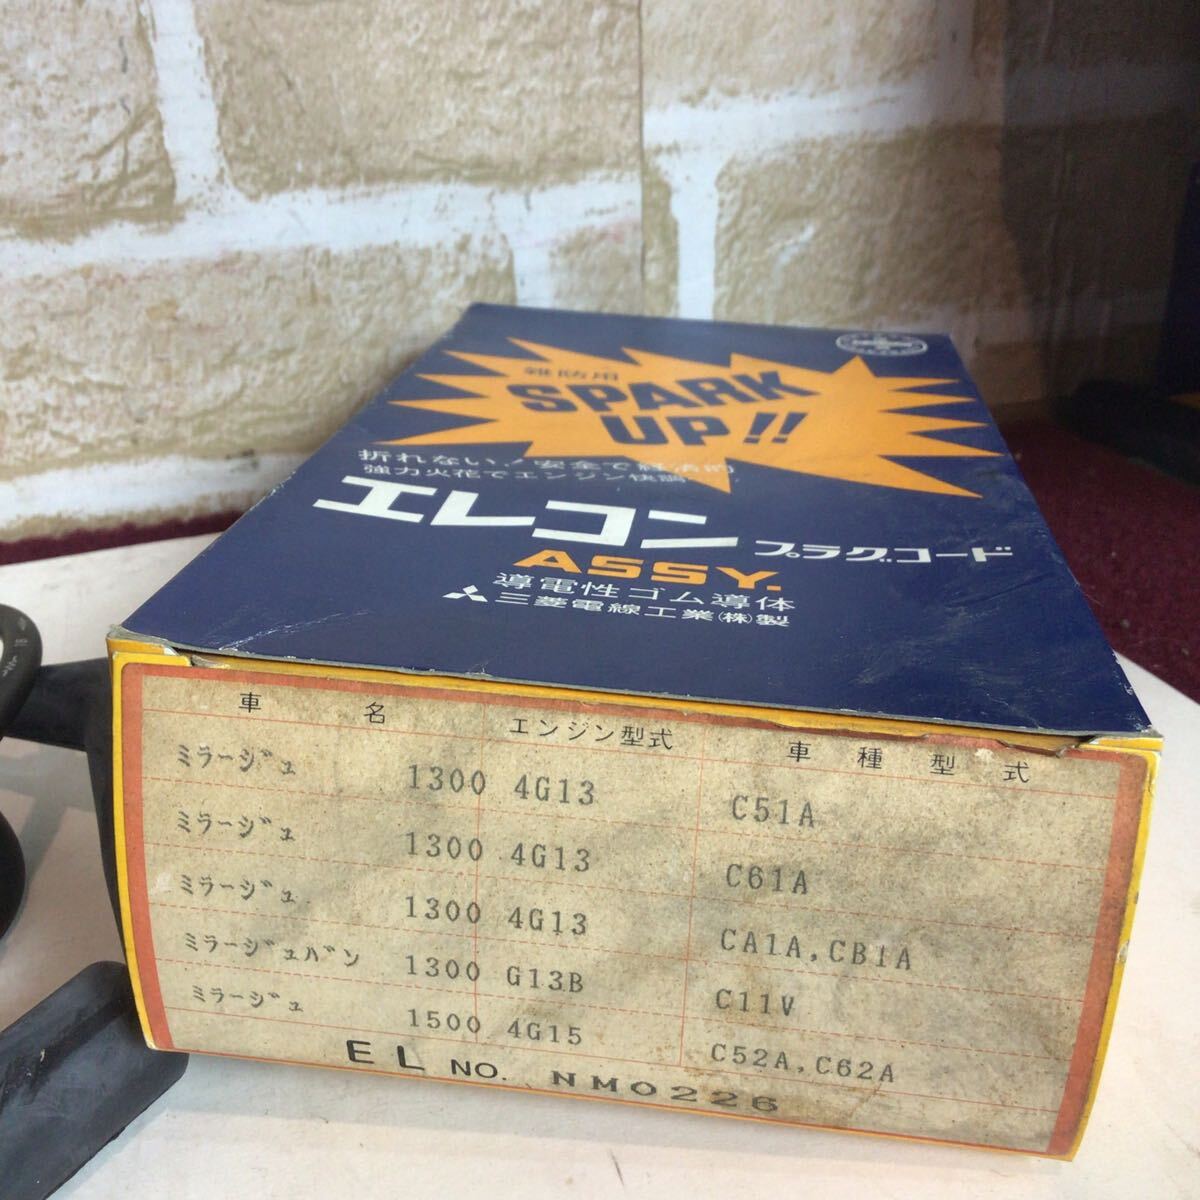 雑防用
SPARK
UP!!
折れない!安全で経済的
強力火花でエンジン快調
エレコン プラグコード
ASSY.
導電性ゴム導体
三菱電線工業(株)製
車 名 エンジン型式 車種型式
ミラージュ 1300 4G13 C51A
ミラージュ 1300 4G13 C61A
ミラージュ 1300 4G13 CA1A,CB1A
ミラージュバン 1300 G13B C11V
ミラージュ 1500 4G15 C52A,C62A
EL NO. NM0226